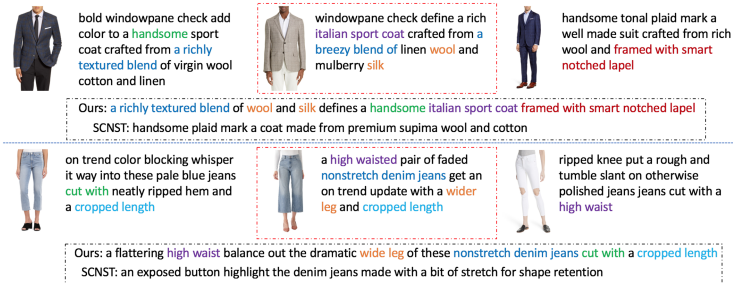 bold windowpane check add
color to a handsome sport
coat crafted from a richly
textured blend of virgin wool
cotton and linen
windowpane check define a rich
italian sport coat crafted from a
breezy blend of linen wool and
mulberry silk
handsome tonal plaid mark a
well made suit crafted from rich
wool and framed with smart
notched lapel
Ours: a richly textured blend of wool and silk defines a handsome italian sport coat framed with smart notched lapel
SCNST: handsome plaid mark a coat made from premium supima wool and cotton
on trend color blocking whisper
it way into these pale blue jeans
cut with neatly ripped hem and
a cropped length
a high waisted pair of faded
nonstretch denim jeans get an
on trend update with a wider
leg and cropped length
ripped knee put a rough and
tumble slant on otherwise
polished jeans jeans cut with a
high waist
Ours: a flattering high waist balance out the dramatic wide leg of these nonstretch denim jeans cut with a cropped length
SCNST: an exposed button highlight the denim jeans made with a bit of stretch for shape retention